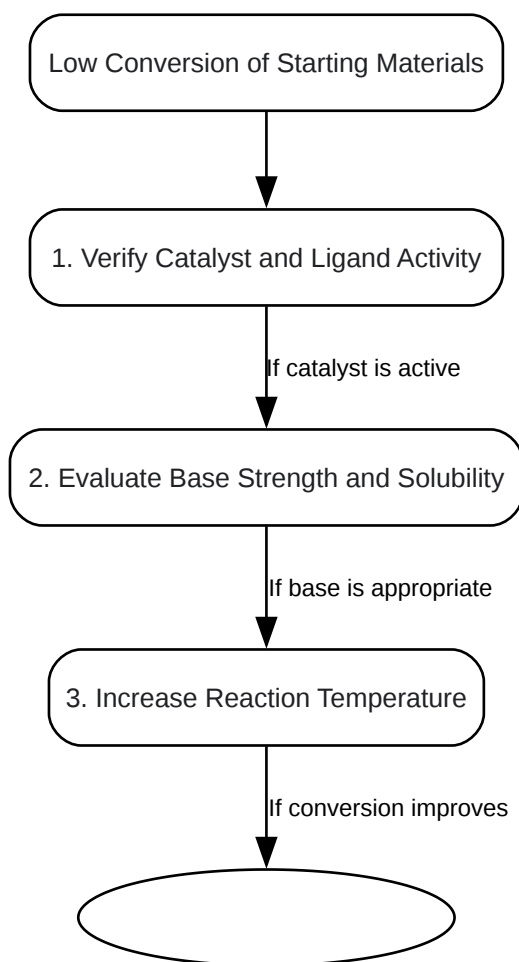 Low Conversion of Starting Materials
1. Verify Catalyst and Ligand Activity
If catalyst is active
2. Evaluate Base Strength and Solubility
If base is appropriate
3. Increase Reaction Temperature
If conversion improves